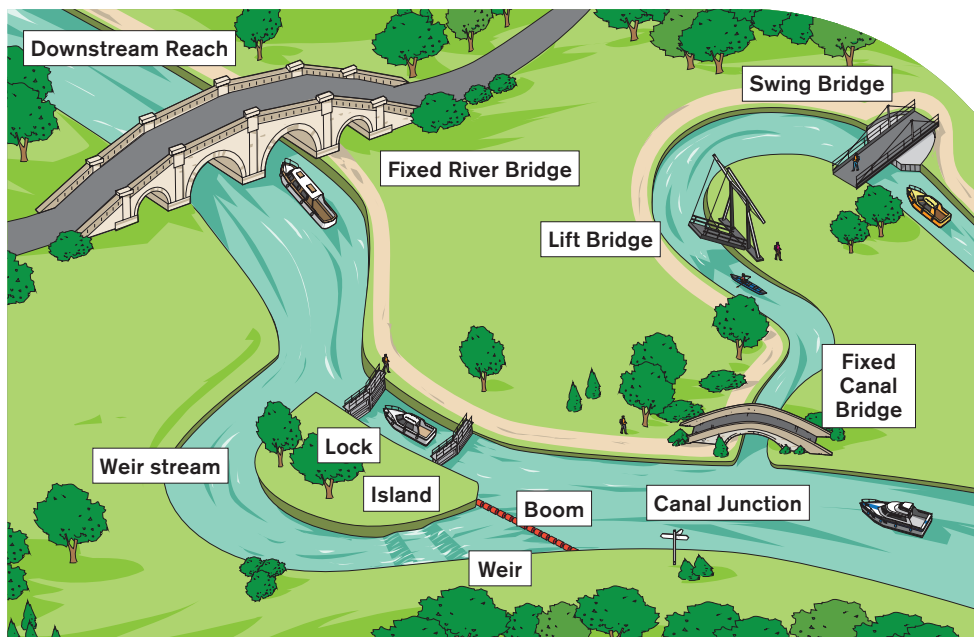 Downstream Reach
Swing Bridge
Fixed River Bridge
Lift Bridge
Fixed
Canal
Bridge
Lock
Weir stream
Island
Boom
Canal Junction
Weir